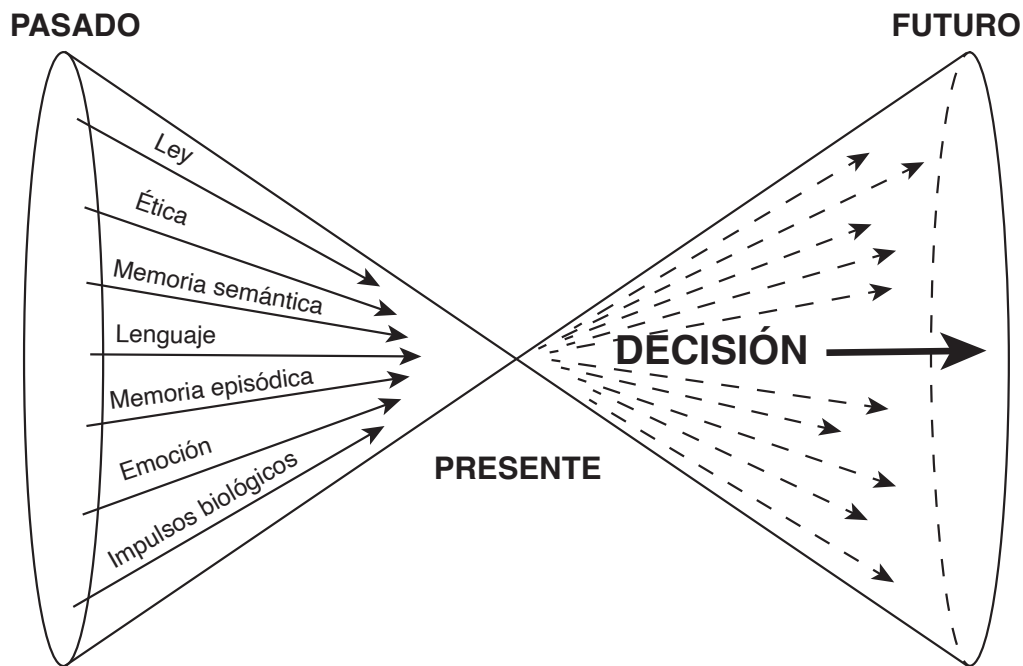 PASADO
FUTURO
Ley
Ética
Memoria semántica
Lenguaje
Memoria episódica
Emoción
Impulsos biológicos
PRESENTE
DECISIÓN